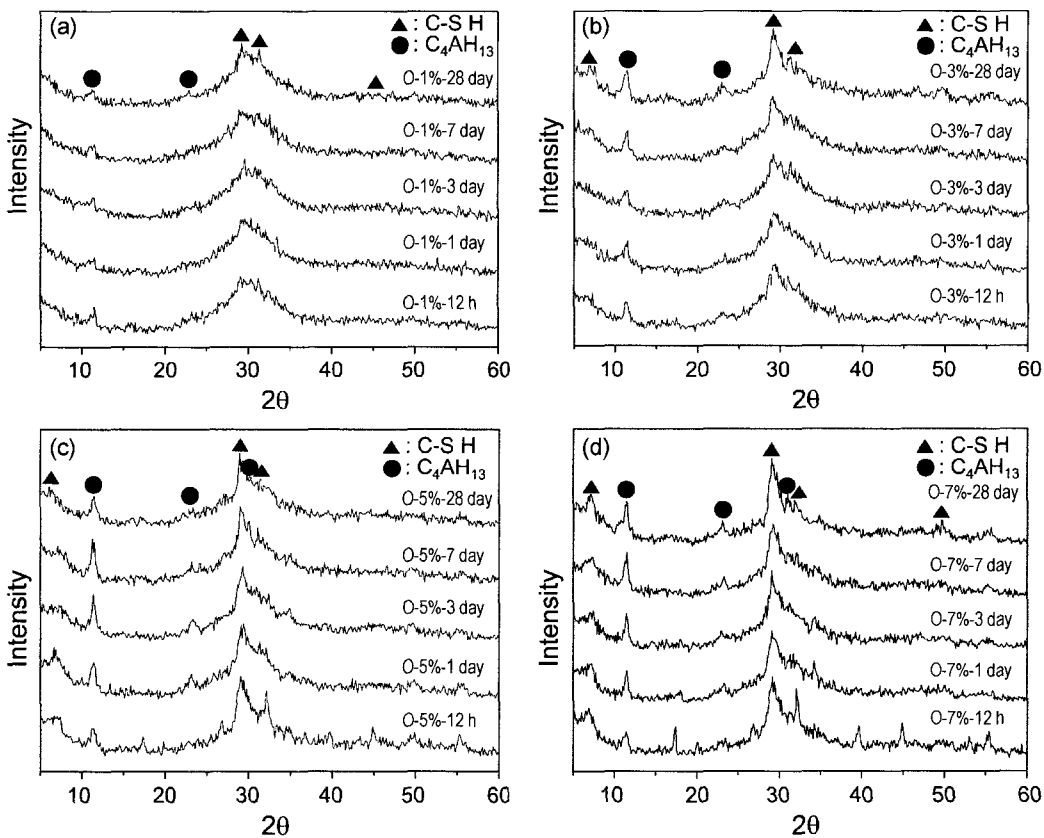 (a)
▲ : C-S H
● : C₄AH₁₃
O-1%-28 day
O-1%-7 day
O-1%-3 day
O-1%-1 day
O-1%-12 h
Intensity
10 20 30 40 50 60
2θ
(b)
▲ : C-S H
● : C₄AH₁₃
O-3%-28 day
O-3%-7 day
O-3%-3 day
O-3%-1 day
O-3%-12 h
Intensity
10 20 30 40 50 60
2θ
(c)
▲ : C-S H
● : C₄AH₁₃
O-5%-28 day
O-5%-7 day
O-5%-3 day
O-5%-1 day
O-5%-12 h
Intensity
10 20 30 40 50 60
2θ
(d)
▲ : C-S H
● : C₄AH₁₃
O-7%-28 day
O-7%-7 day
O-7%-3 day
O-7%-1 day
O-7%-12 h
Intensity
10 20 30 40 50 60
2θ